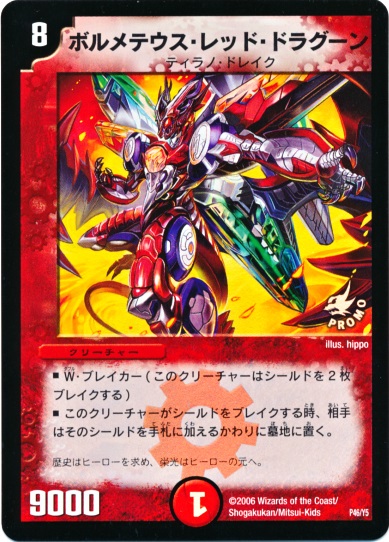 8
ボルメテウス・レッド・ドラグーン
ティラノ・ドレイク
PROMO
illus. hippo
クリーチャー
■ W・ブレイカー(このクリーチャーはシールドを2枚
ブレイクする)
■ このクリーチャーがシールドをブレイクする時、相手
はそのシールドを手札に加えるかわりに墓地に置く。
歴史はヒーローを求め、栄光はヒーローの元へ。
9000
1
©2006 Wizards of the Coast/
Shogakukan/Mitsui-Kids
P46/Y5